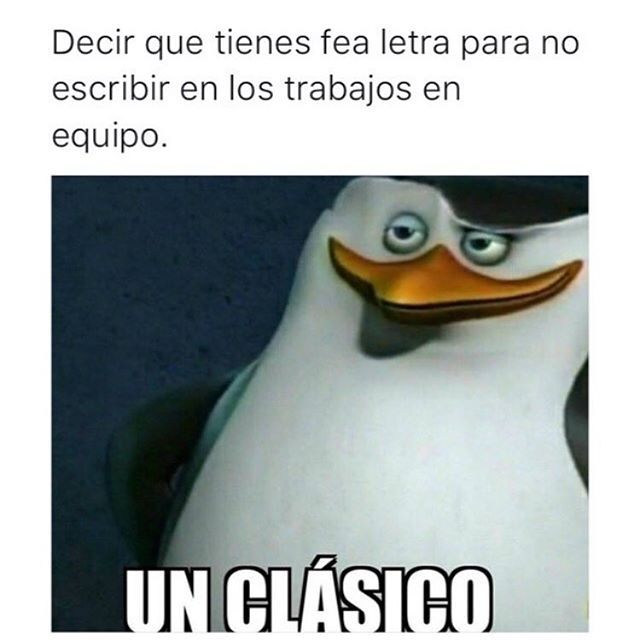 Decir que tienes fea letra para no
escribir en los trabajos en
equipo.
UN CLÁSICO